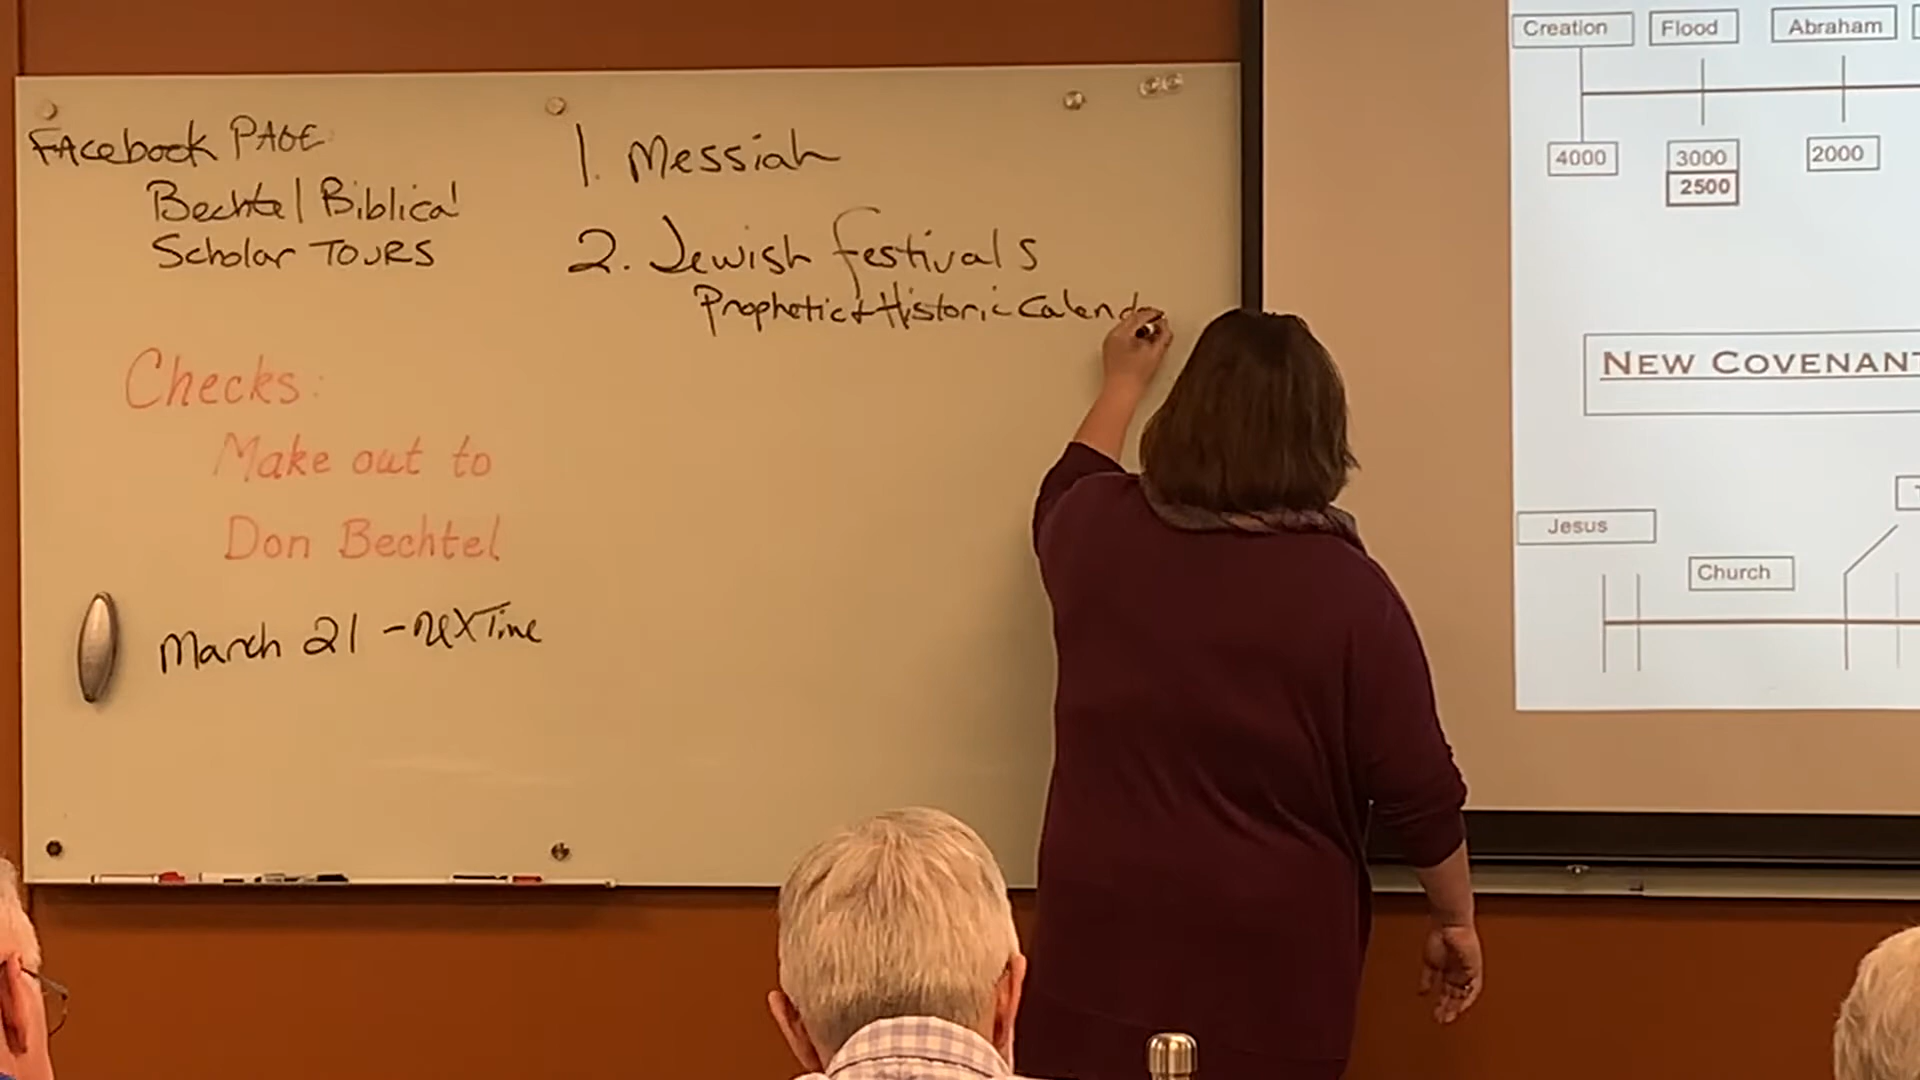 Facebook PAGE
Bechtel Biblical
Scholar TOURS
Checks:
Make out to
Don Bechtel
March 21 - nexTime
1. Messiah
2. Jewish festivals
Prophetic & Historic Calend
Creation
Flood
Abraham
4000
3000
2500
2000
NEW COVENANT
Jesus
Church